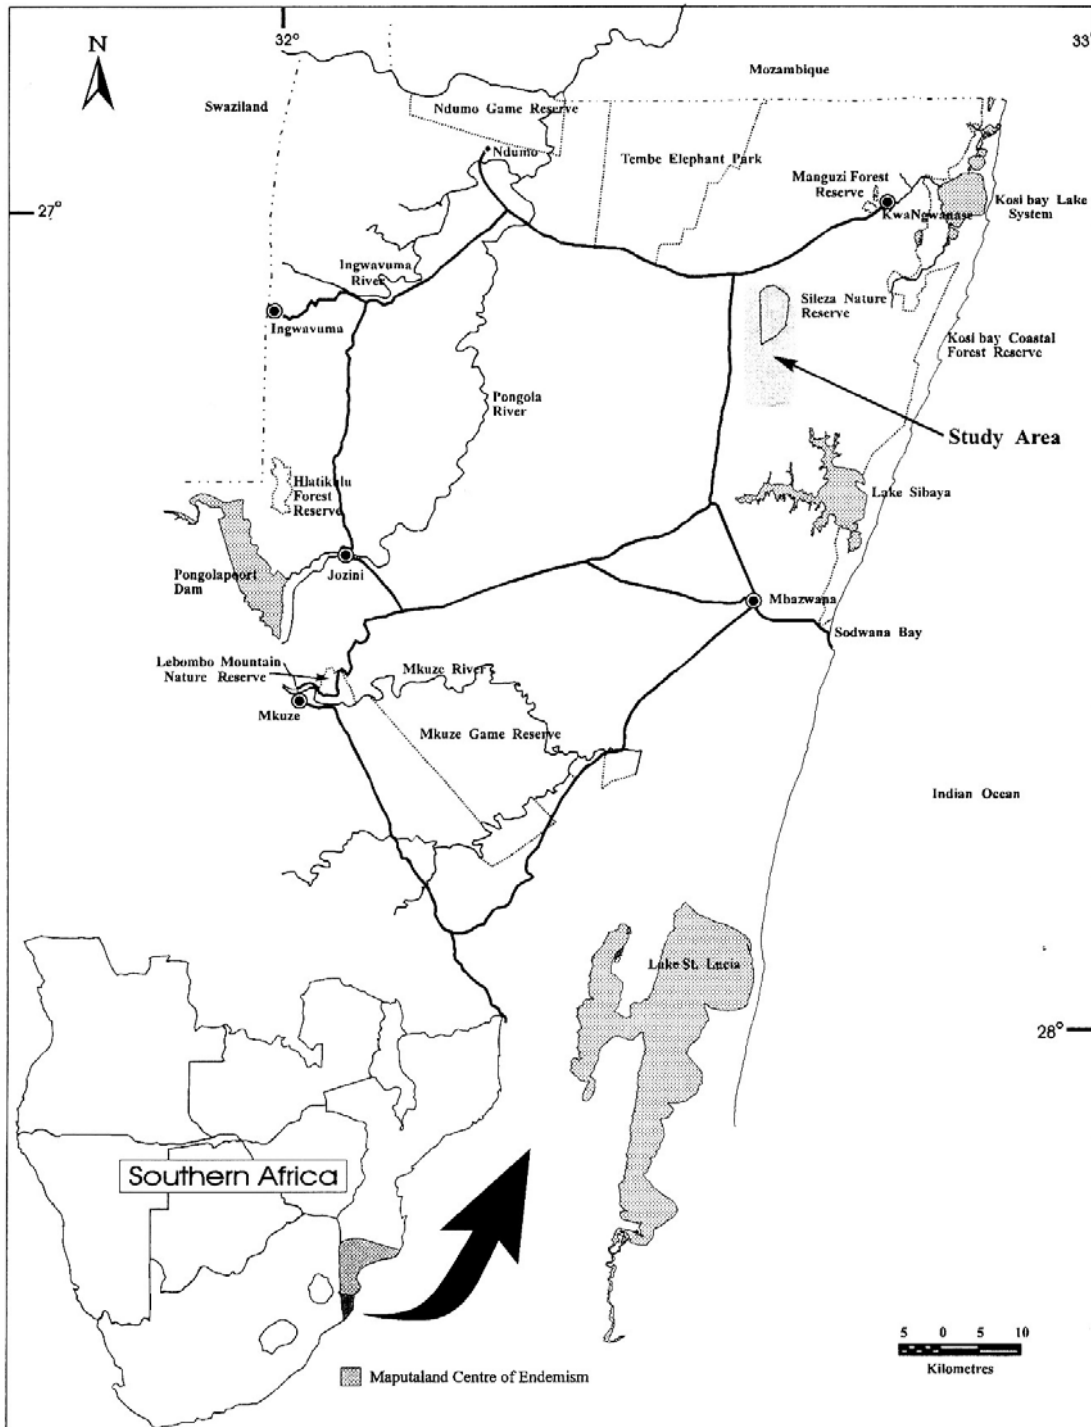 32°
33°
N
Mozambique
Swaziland
Ndumo Game Reserve
Ndumo
Tembe Elephant Park
Manguzi Forest
Reserve
27°
KwaNgwanase
Kosi bay Lake
System
Ingwavuma
River
Sileza Nature
Reserve
Ingwavuma
Kosi bay Coastal
Forest Reserve
Pongola
River
Study Area
Hlatikulu
Forest
Reserve
Lake Sibaya
Pongolapoort
Dam
Jozini
Mbazwana
Sodwana Bay
Lebombo Mountain
Nature Reserve
Mkuze River
Mkuze
Mkuze Game Reserve
Indian Ocean
Lake St. Lucia
28°
Southern Africa
5 0 5 10
Kilometres
Maputaland Centre of Endemism